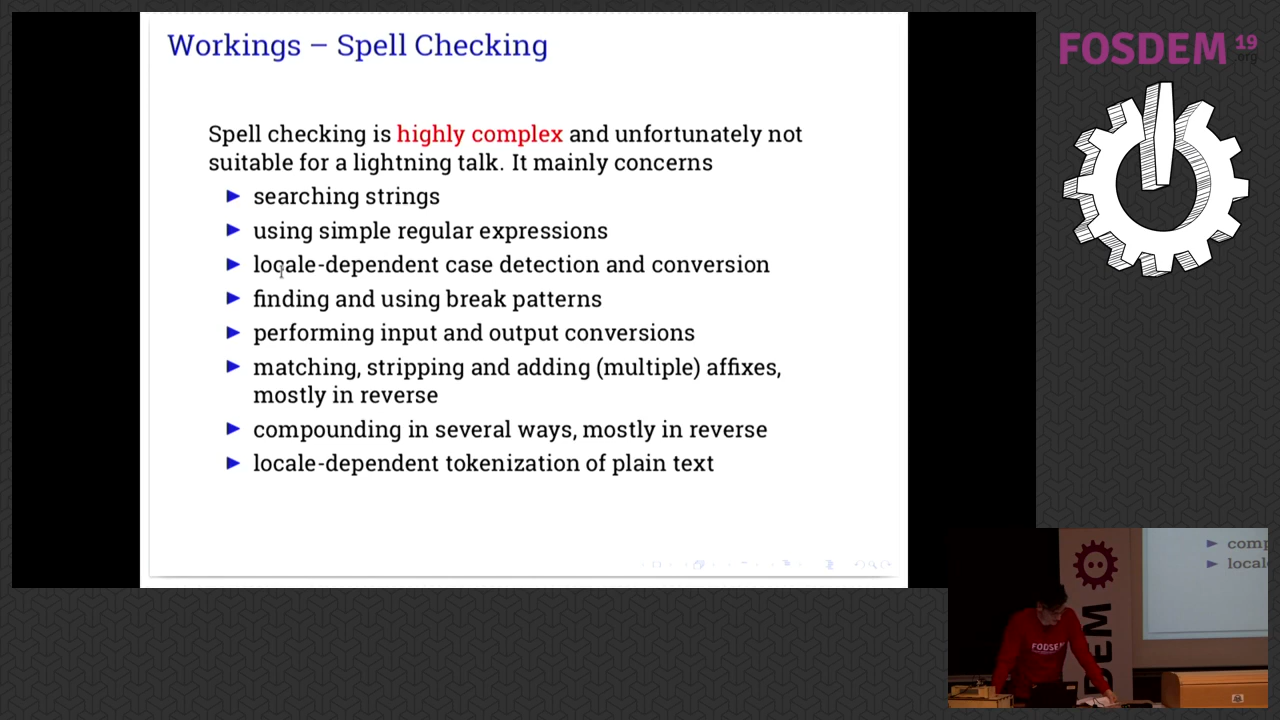 Workings – Spell Checking
FOSDEM 19
.org
Spell checking is highly complex and unfortunately not
suitable for a lightning talk. It mainly concerns
► searching strings
► using simple regular expressions
► locale-dependent case detection and conversion
► finding and using break patterns
► performing input and output conversions
► matching, stripping and adding (multiple) affixes,
mostly in reverse
► compounding in several ways, mostly in reverse
► locale-dependent tokenization of plain text
► comp
► local
FODSEM
DEM